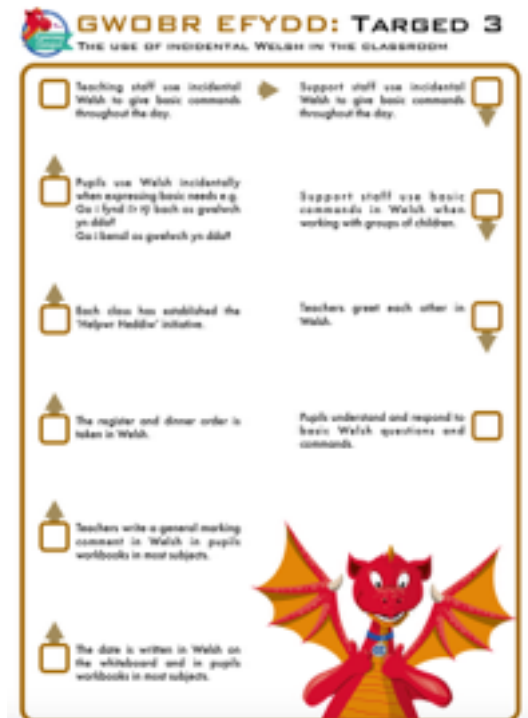 GWOBR EFYDD: TARGED 3
THE USE OF INCIDENTAL WELSH IN THE CLASSROOM
Teaching staff use incidental
Welsh to give basic commands
throughout the day.
Pupils use Welsh incidentally
when expressing basic needs e.g.
Ga i fynd i'r tŷ bach os gwelwch
yn dda?
Ga i bensil os gwelwch yn dda?
Each class has established the
'Helpwr Heddiw' initiative.
The register and dinner order is
taken in Welsh.
Teachers write a general marking
comment in Welsh in pupils
workbooks in most subjects.
The date is written in Welsh on
the whiteboard and in pupils
workbooks in most subjects.
Support staff use incidental
Welsh to give basic commands
throughout the day.
Support staff use basic
commands in Welsh when
working with groups of children.
Teachers greet each other in
Welsh.
Pupils understand and respond to
basic Welsh questions and
commands.